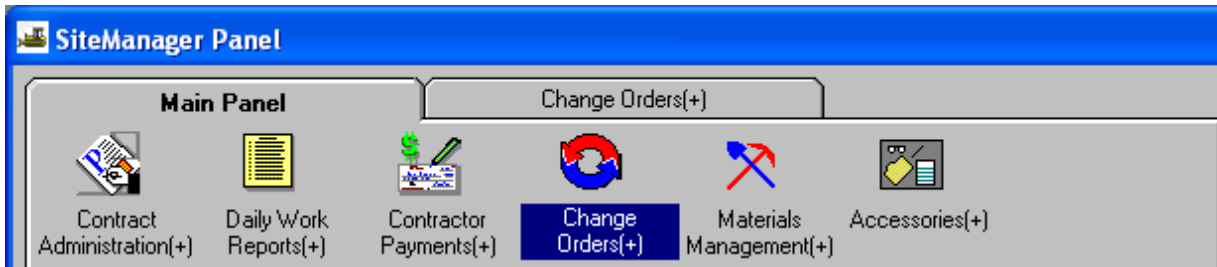 SiteManager Panel
Main Panel
Change Orders(+)
Contract
Administration(+)
Daily Work
Reports(+)
Contractor
Payments(+)
Change
Orders(+)
Materials
Management(+)
Accessories(+)